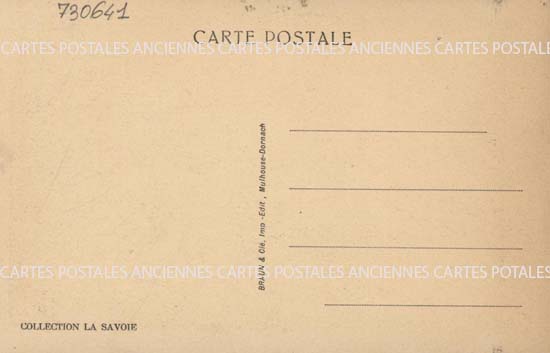 730641
CARTE POSTALE
CARTES POSTALES ANCIENNES CARTES POSTALES ANCIENNES CARTES POSTALES
BRAUN & Cie, Imp.-Edit., Mulhouse-Dornach
CARTES POTALES ANCIENNES CARTES POSTALES ANCIENNES CARTES POTALES
COLLECTION LA SAVOIE